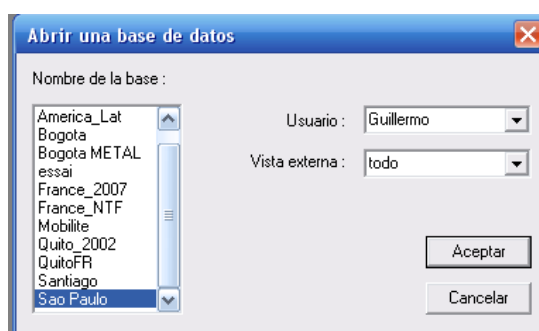 Abrir una base de datos
Nombre de la base :
America_Lat
Bogota
Bogota METAL
essai
France_2007
France_NTF
Mobilite
Quito_2002
QuitoFR
Santiago
Sao Paulo
Usuario : Guillermo
Vista externa : todo
Aceptar
Cancelar